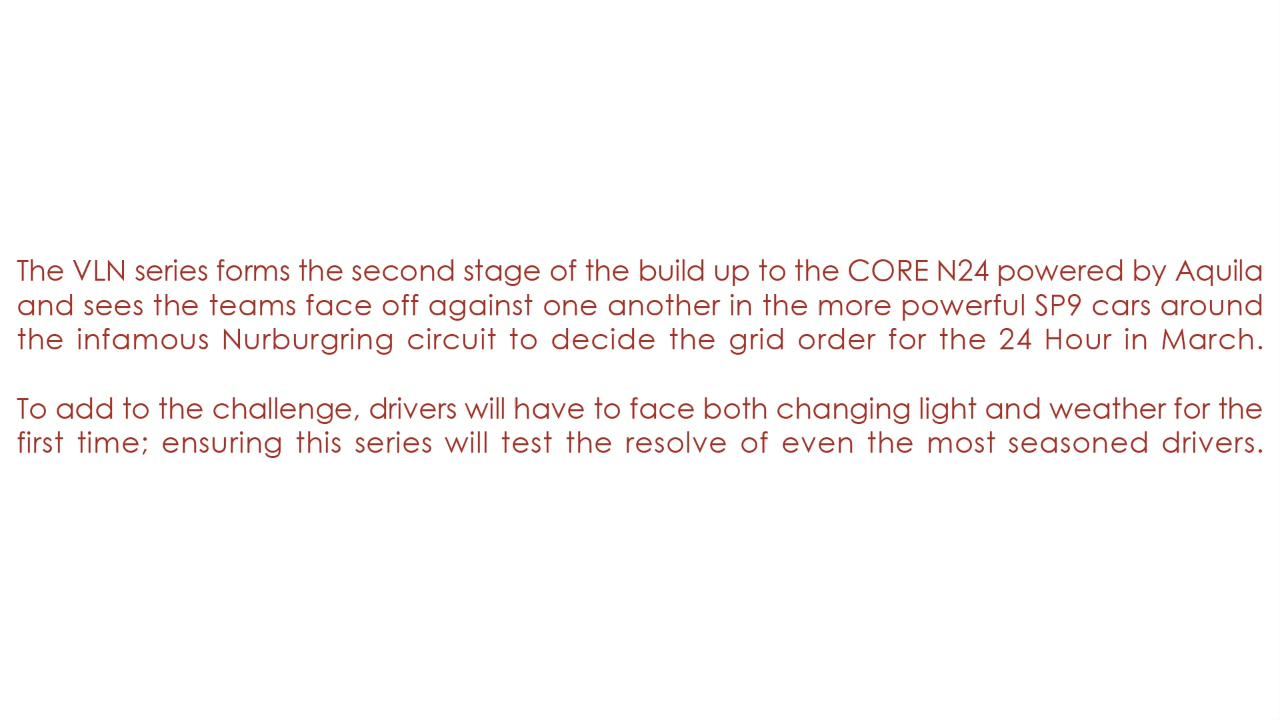 The VLN series forms the second stage of the build up to the CORE N24 powered by Aquila
and sees the teams face off against one another in the more powerful SP9 cars around
the infamous Nurburgring circuit to decide the grid order for the 24 Hour in March.
To add to the challenge, drivers will have to face both changing light and weather for the
first time; ensuring this series will test the resolve of even the most seasoned drivers.